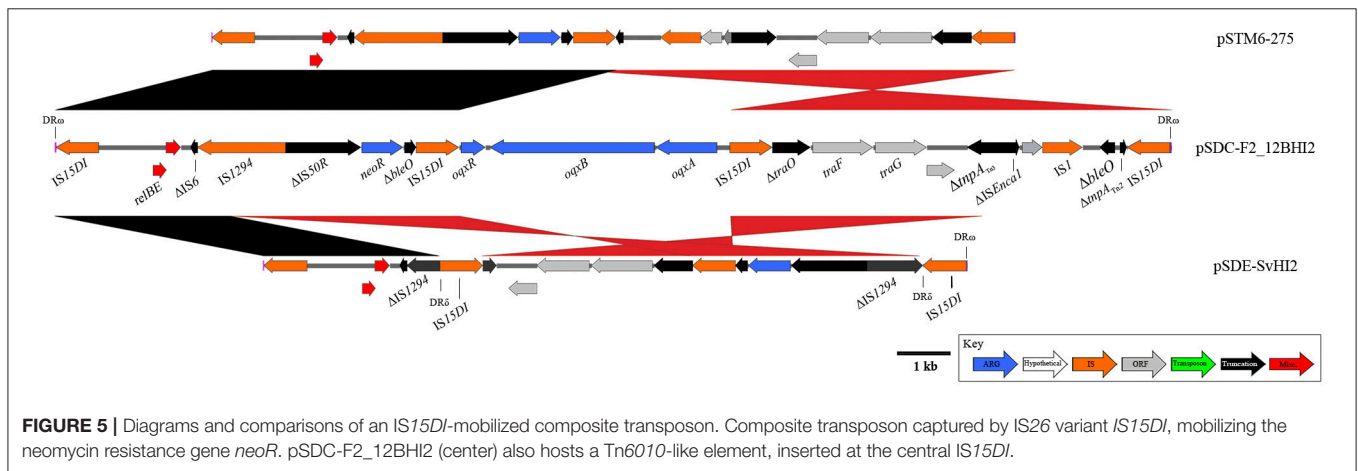 pSTM6-275
DRω
DRω
pSDC-F2_12BHI2
IS15DI
relBE
ΔIS6
IS1294
ΔIS50R
neoR
ΔbleO
IS15DI
oqxR
oqxB
oqxA
IS15DI
ΔtraO
traF
traG
ΔtnpA Tn3
ΔISEnca1
IS1
ΔbleO
ΔtnpA Tn2
IS15DI
DRω
pSDE-SvHI2
ΔIS1294
DRδ
IS15DI
ΔIS1294
DRδ
IS15DI
1 kb
Key
ARG
Hypothetical
IS
ORF
Transposon
Truncation
Misc.
FIGURE 5 | Diagrams and comparisons of an IS15DI-mobilized composite transposon. Composite transposon captured by IS26 variant IS15DI, mobilizing the
neomycin resistance gene neoR. pSDC-F2_12BHI2 (center) also hosts a Tn6010-like element, inserted at the central IS15DI.